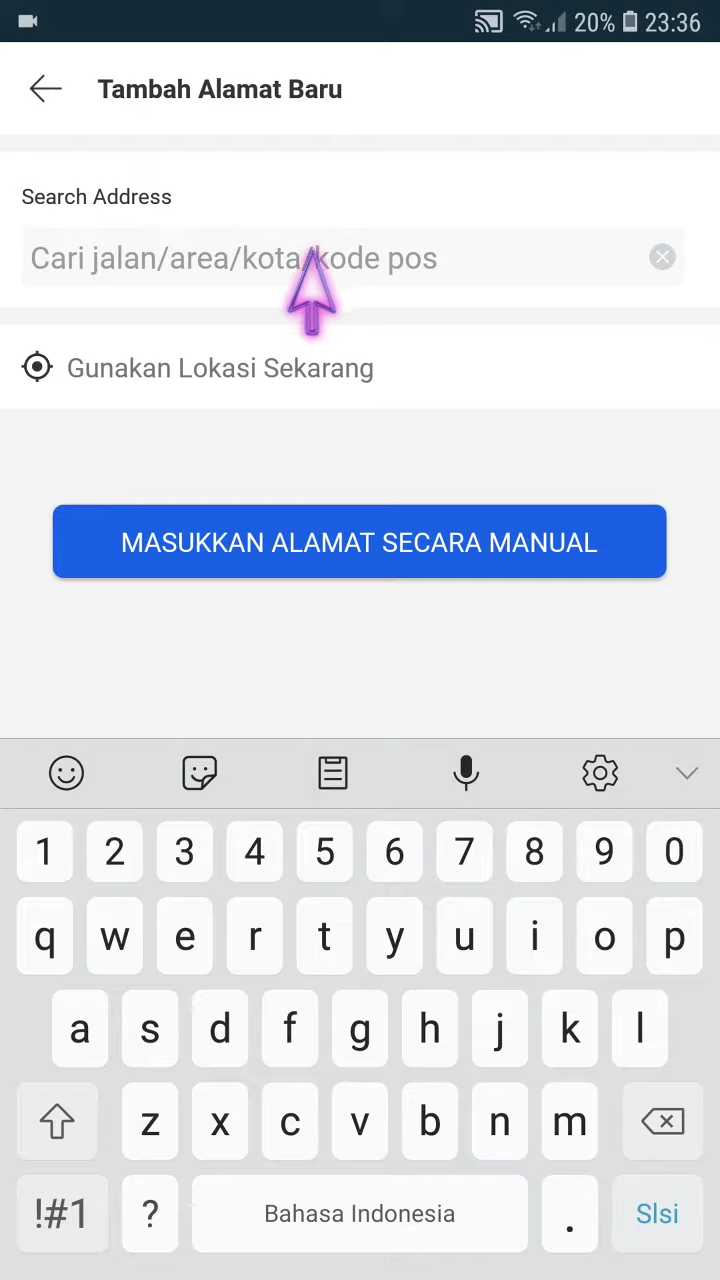 20% 23:36
Tambah Alamat Baru
Search Address
Cari jalan/area/kota/kode pos
Gunakan Lokasi Sekarang
MASUKKAN ALAMAT SECARA MANUAL
1 2 3 4 5 6 7 8 9 0
q w e r t y u i o p
a s d f g h j k l
z x c v b n m
!#1 ? Bahasa Indonesia . Slsi